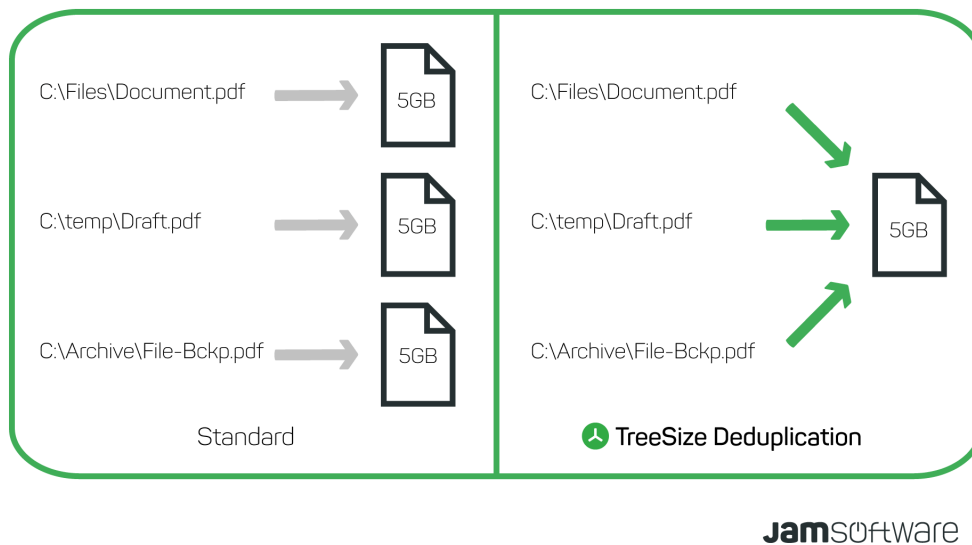 C:\Files\Document.pdf
5GB
C:\temp\Draft.pdf
5GB
C:\Archive\File-Bckp.pdf
5GB
Standard
C:\Files\Document.pdf
C:\temp\Draft.pdf
5GB
C:\Archive\File-Bckp.pdf
TreeSize Deduplication
Jamsoftware